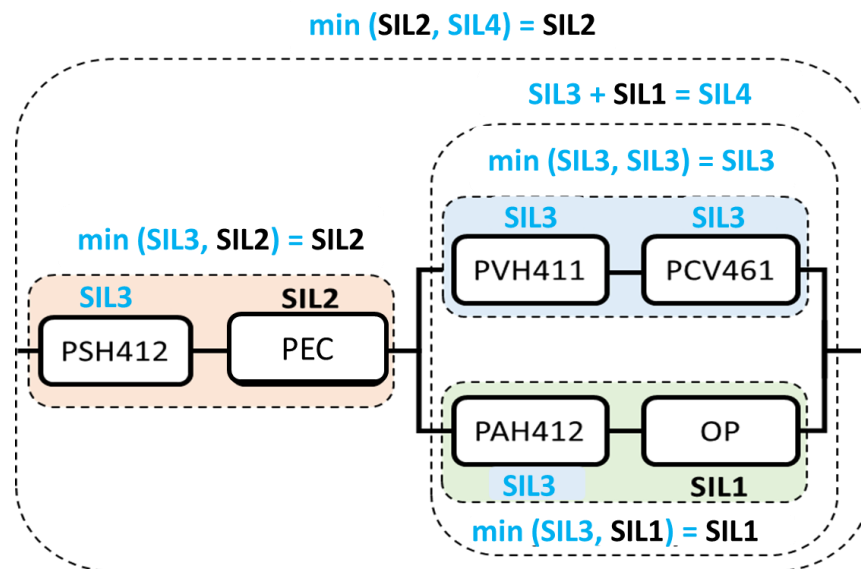 min (SIL2, SIL4) = SIL2
SIL3 + SIL1 = SIL4
min (SIL3, SIL3) = SIL3
SIL3 SIL3
PVH411 PCV461
min (SIL3, SIL2) = SIL2
SIL3 SIL2
PSH412 PEC
PAH412 OP
SIL3 SIL1
min (SIL3, SIL1) = SIL1